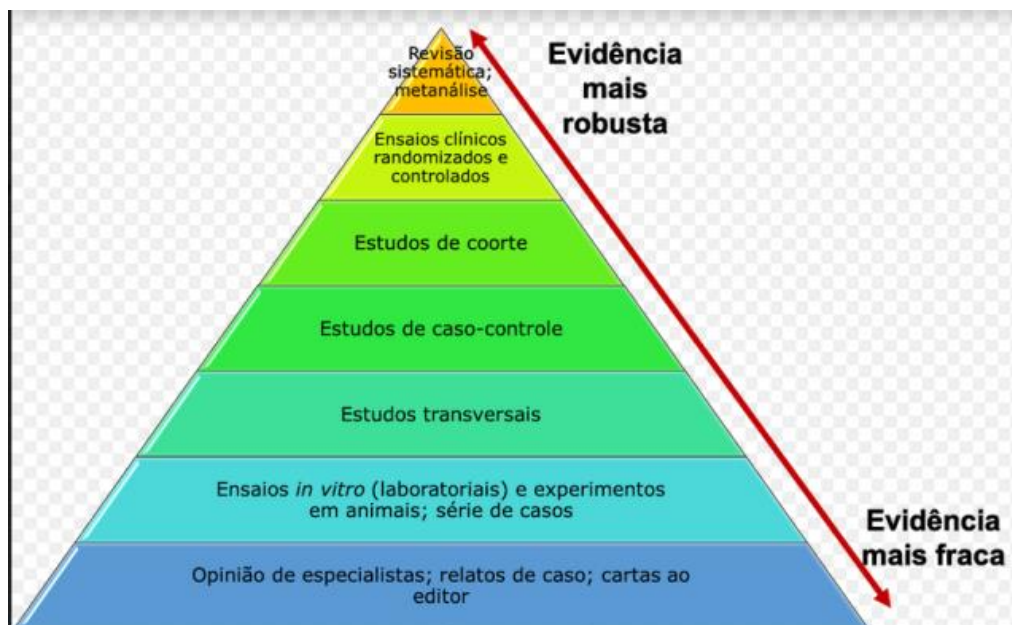 Revisão
sistemática;
metanálise
Evidência
mais
robusta
Ensaios clínicos
randomizados e
controlados
Estudos de coorte
Estudos de caso-controle
Estudos transversais
Ensaios in vitro (laboratoriais) e experimentos
em animais; série de casos
Evidência
mais fraca
Opinião de especialistas; relatos de caso; cartas ao
editor